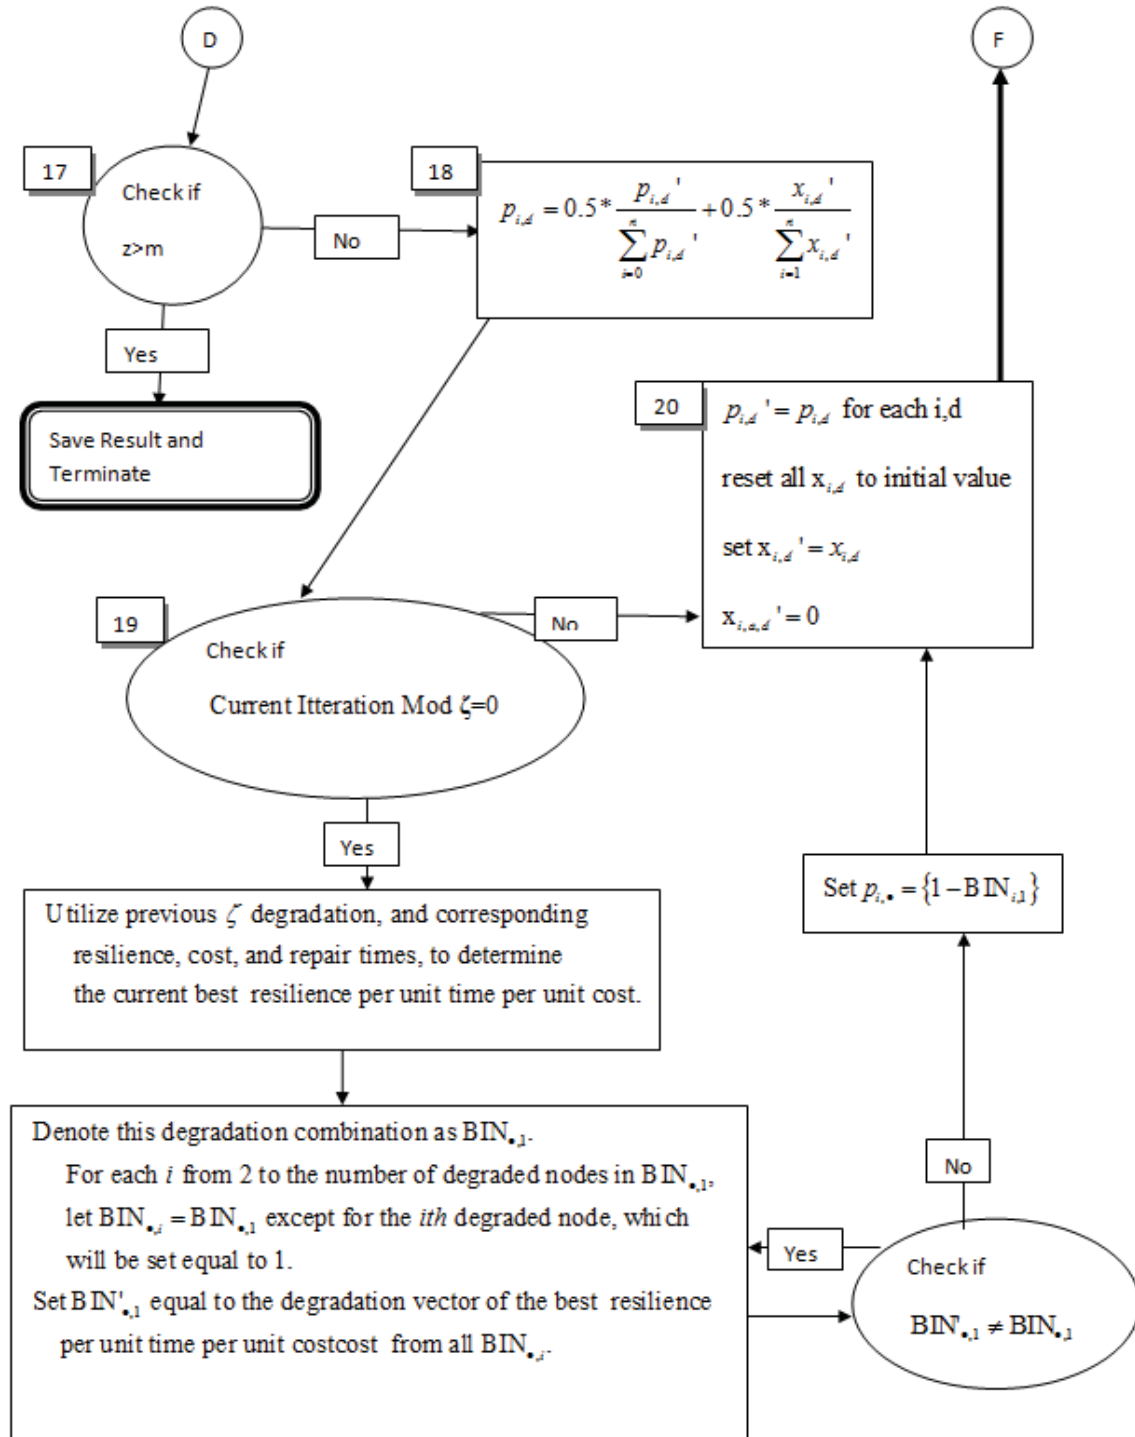 D
F
17
Check if
z>m
No
18
p_{i,d} = 0.5* p_{i,d}' / \sum_{i=0}^{n} p_{i,d}' + 0.5* x_{i,d}' / \sum_{i=1}^{n} x_{i,d}'
Yes
Save Result and
Terminate
20
p_{i,d}' = p_{i,d} for each i,d
reset all x_{i,d} to initial value
set x_{i,d}' = x_{i,d}
x_{i,a,d}' = 0
19
Check if
Current Itteration Mod ζ=0
No
Yes
Utilize previous ζ degradation, and corresponding
resilience, cost, and repair times, to determine
the current best resilience per unit time per unit cost.
Set p_{i,•} = {1 − BIN_{i,1}}
Denote this degradation combination as BIN_{•,1}.
For each i from 2 to the number of degraded nodes in BIN_{•,1},
let BIN_{•,i} = BIN_{•,1} except for the ith degraded node, which
will be set equal to 1.
Set BIN'_{•,1} equal to the degradation vector of the best resilience
per unit time per unit costcost from all BIN_{•,i}.
No
Yes
Check if
BIN'_{•,1} ≠ BIN_{•,1}